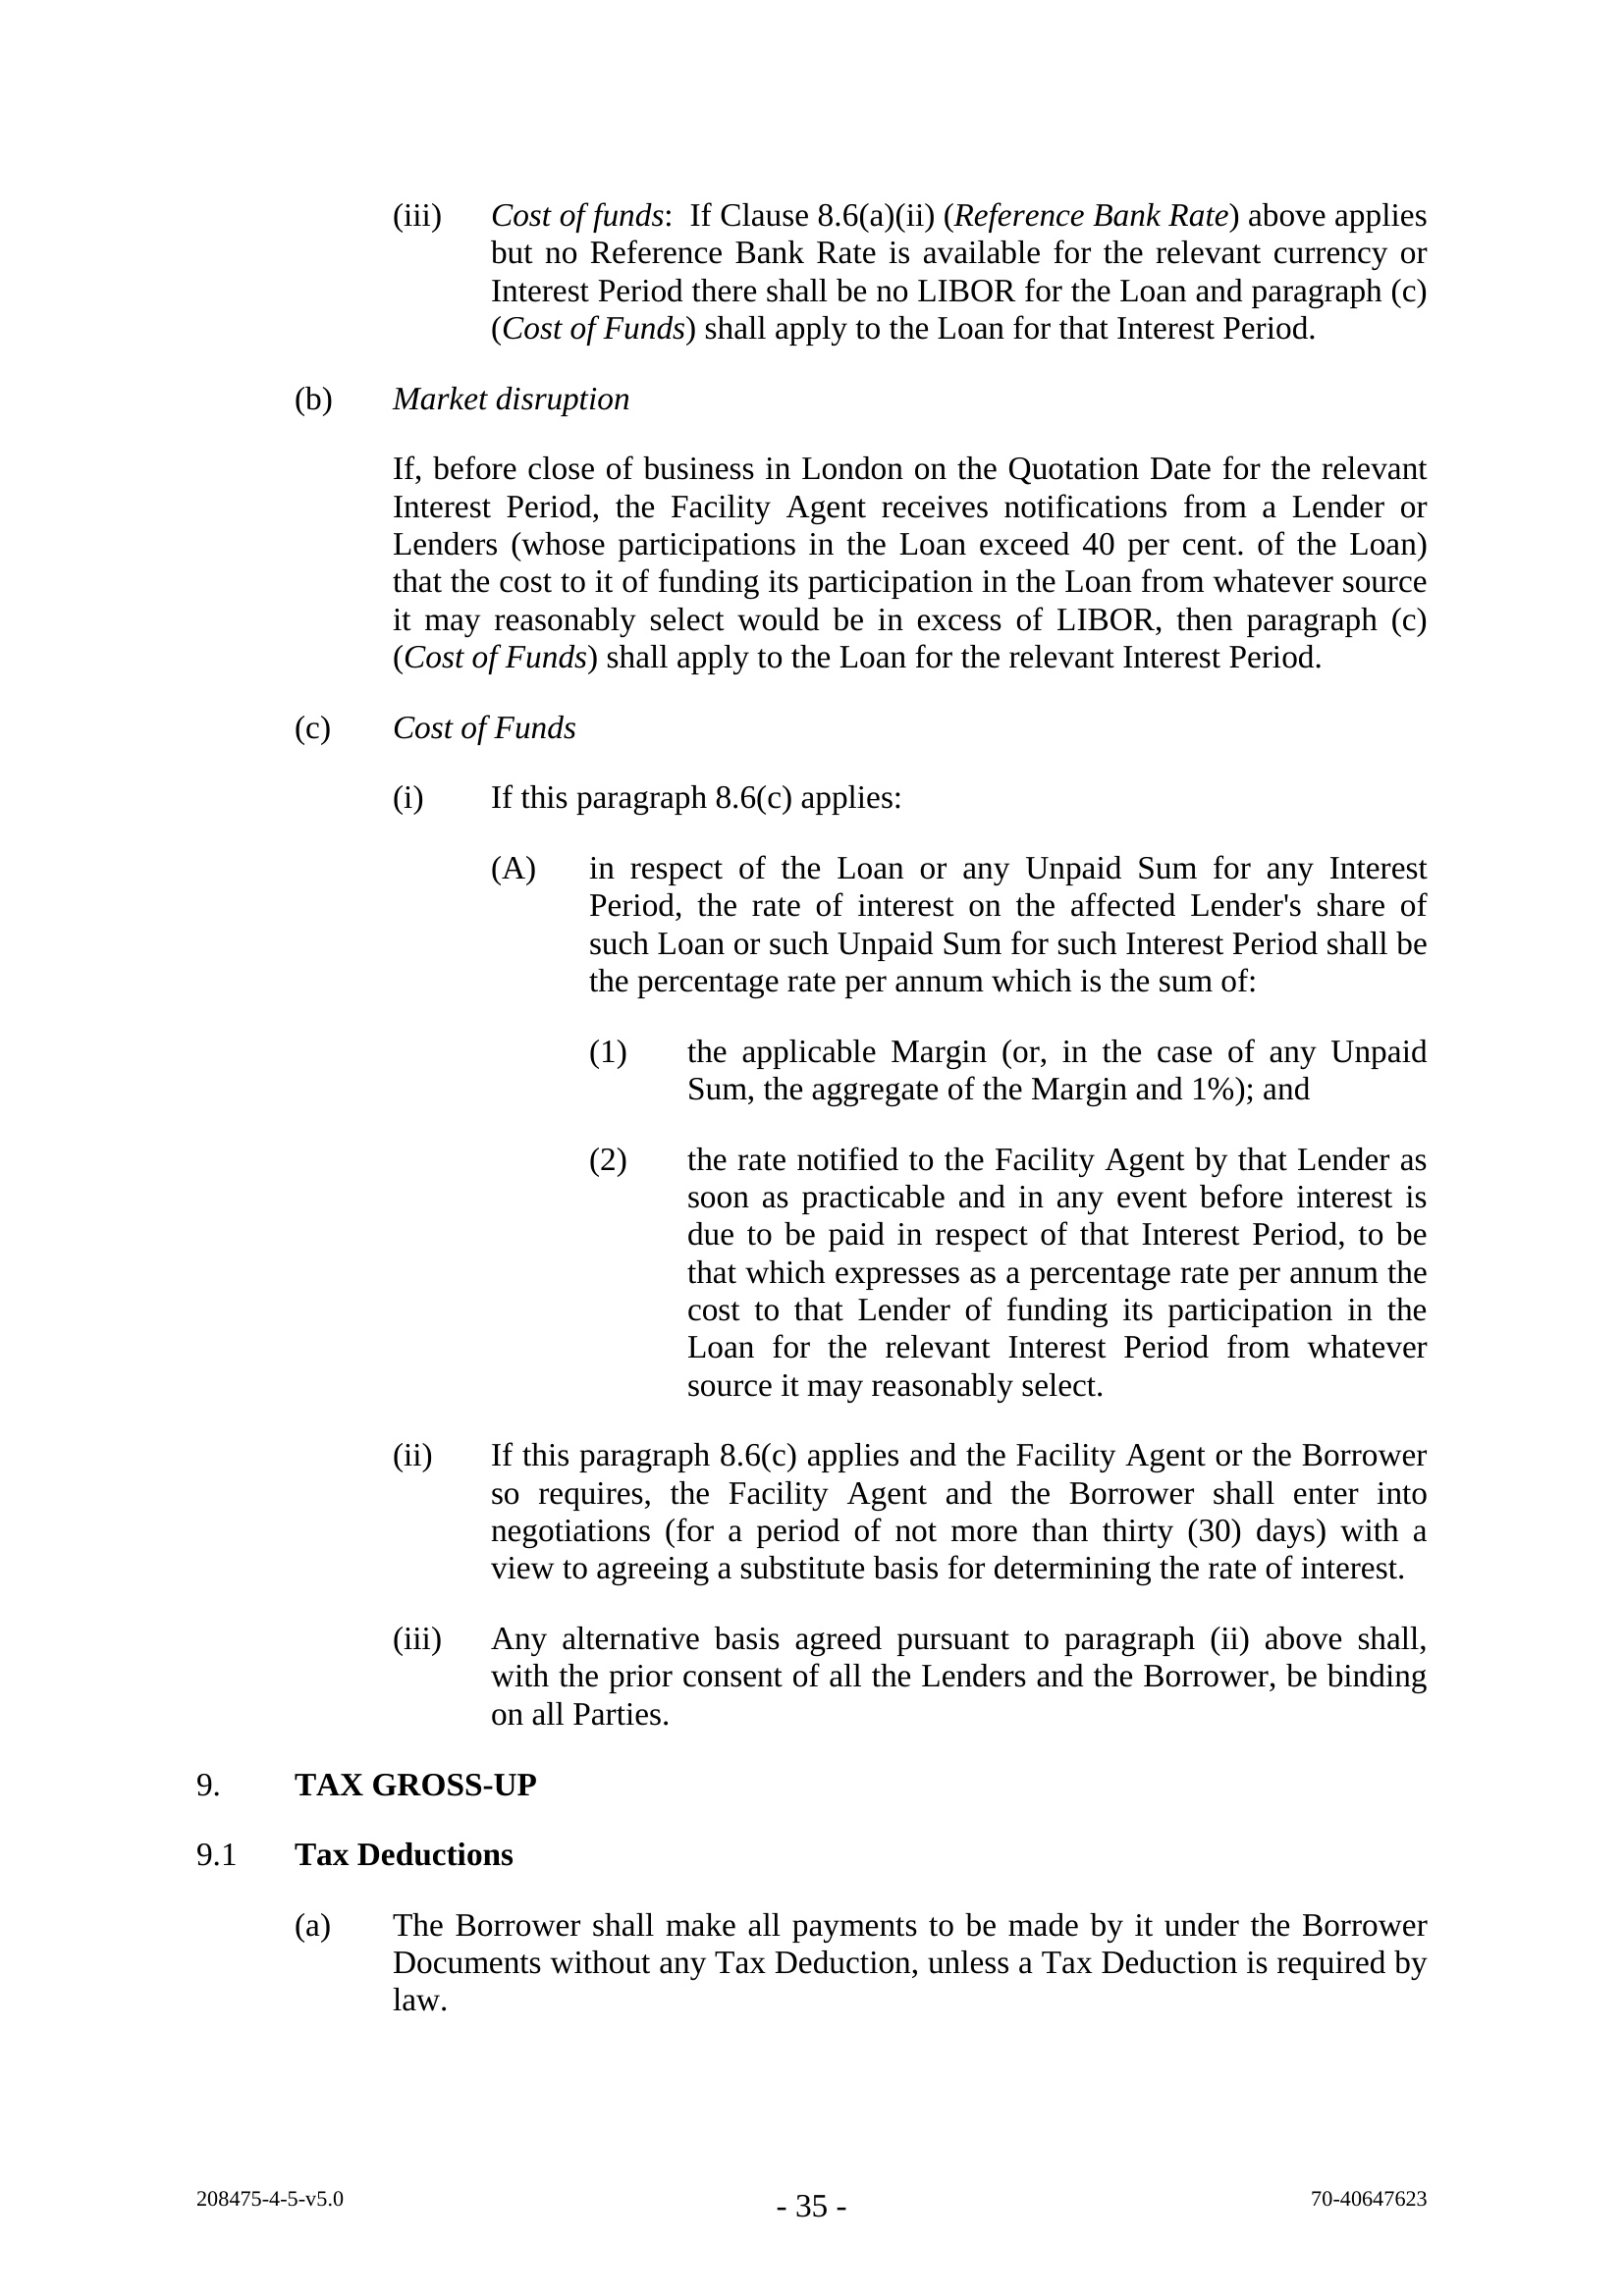 (iii) Cost of funds: If Clause 8.6(a)(ii) (Reference Bank Rate) above applies
but no Reference Bank Rate is available for the relevant currency or
Interest Period there shall be no LIBOR for the Loan and paragraph (c)
(Cost of Funds) shall apply to the Loan for that Interest Period.
(b) Market disruption
If, before close of business in London on the Quotation Date for the relevant
Interest Period, the Facility Agent receives notifications from a Lender or
Lenders (whose participations in the Loan exceed 40 per cent. of the Loan)
that the cost to it of funding its participation in the Loan from whatever source
it may reasonably select would be in excess of LIBOR, then paragraph (c)
(Cost of Funds) shall apply to the Loan for the relevant Interest Period.
(c) Cost of Funds
(i) If this paragraph 8.6(c) applies:
(A) in respect of the Loan or any Unpaid Sum for any Interest
Period, the rate of interest on the affected Lender's share of
such Loan or such Unpaid Sum for such Interest Period shall be
the percentage rate per annum which is the sum of:
(1) the applicable Margin (or, in the case of any Unpaid
Sum, the aggregate of the Margin and 1%); and
(2) the rate notified to the Facility Agent by that Lender as
soon as practicable and in any event before interest is
due to be paid in respect of that Interest Period, to be
that which expresses as a percentage rate per annum the
cost to that Lender of funding its participation in the
Loan for the relevant Interest Period from whatever
source it may reasonably select.
(ii) If this paragraph 8.6(c) applies and the Facility Agent or the Borrower
so requires, the Facility Agent and the Borrower shall enter into
negotiations (for a period of not more than thirty (30) days) with a
view to agreeing a substitute basis for determining the rate of interest.
(iii) Any alternative basis agreed pursuant to paragraph (ii) above shall,
with the prior consent of all the Lenders and the Borrower, be binding
on all Parties.
9. TAX GROSS-UP
9.1 Tax Deductions
(a) The Borrower shall make all payments to be made by it under the Borrower
Documents without any Tax Deduction, unless a Tax Deduction is required by
law.
208475-4-5-v5.0 - 35 - 70-40647623